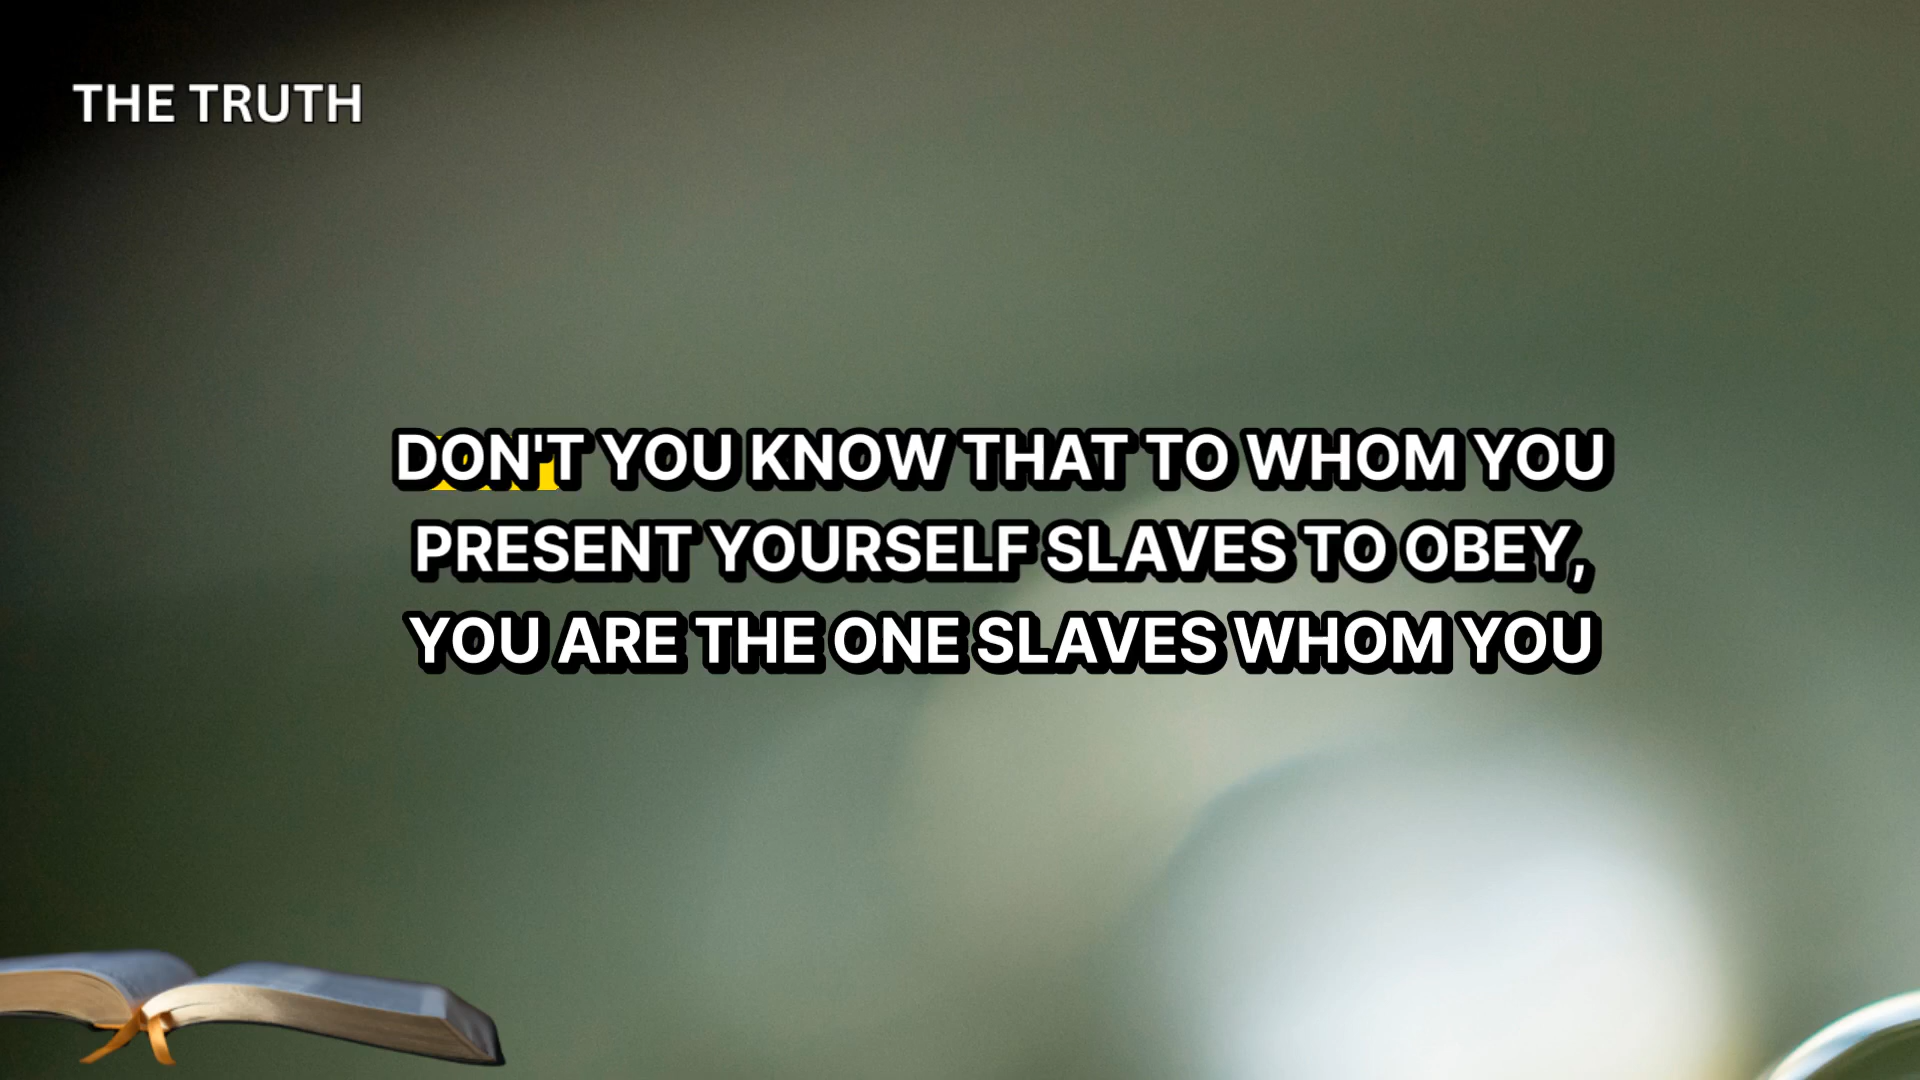 THE TRUTH
DON'T YOU KNOW THAT TO WHOM YOU
PRESENT YOURSELF SLAVES TO OBEY,
YOU ARE THE ONE SLAVES WHOM YOU